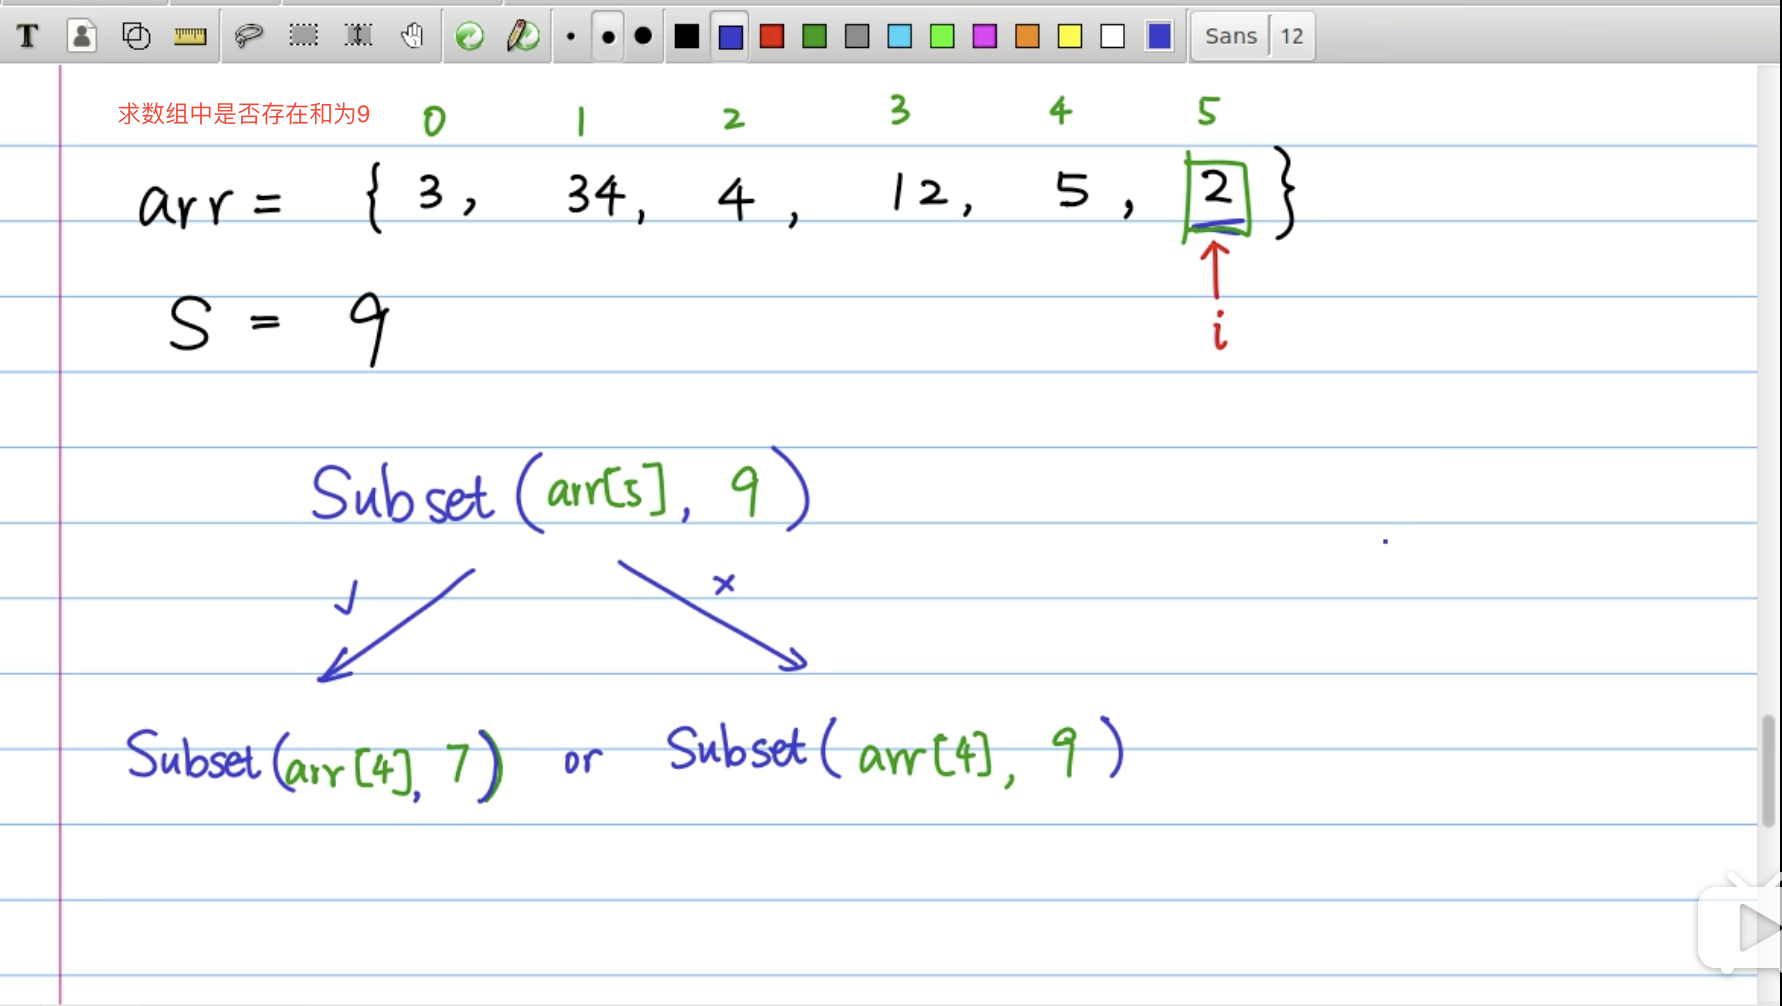 T Sans 12
求数组中是否存在和为9 0 1 2 3 4 5
arr = { 3, 34, 4, 12, 5, 2 }
i
S = 9
Subset(arr[5], 9)
✓ ×
Subset(arr[4], 7) or Subset(arr[4], 9)